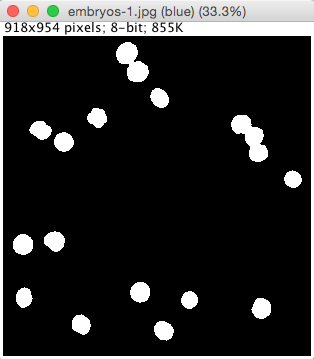 embryos-1.jpg (blue) (33.3%)
918x954 pixels; 8-bit; 855K